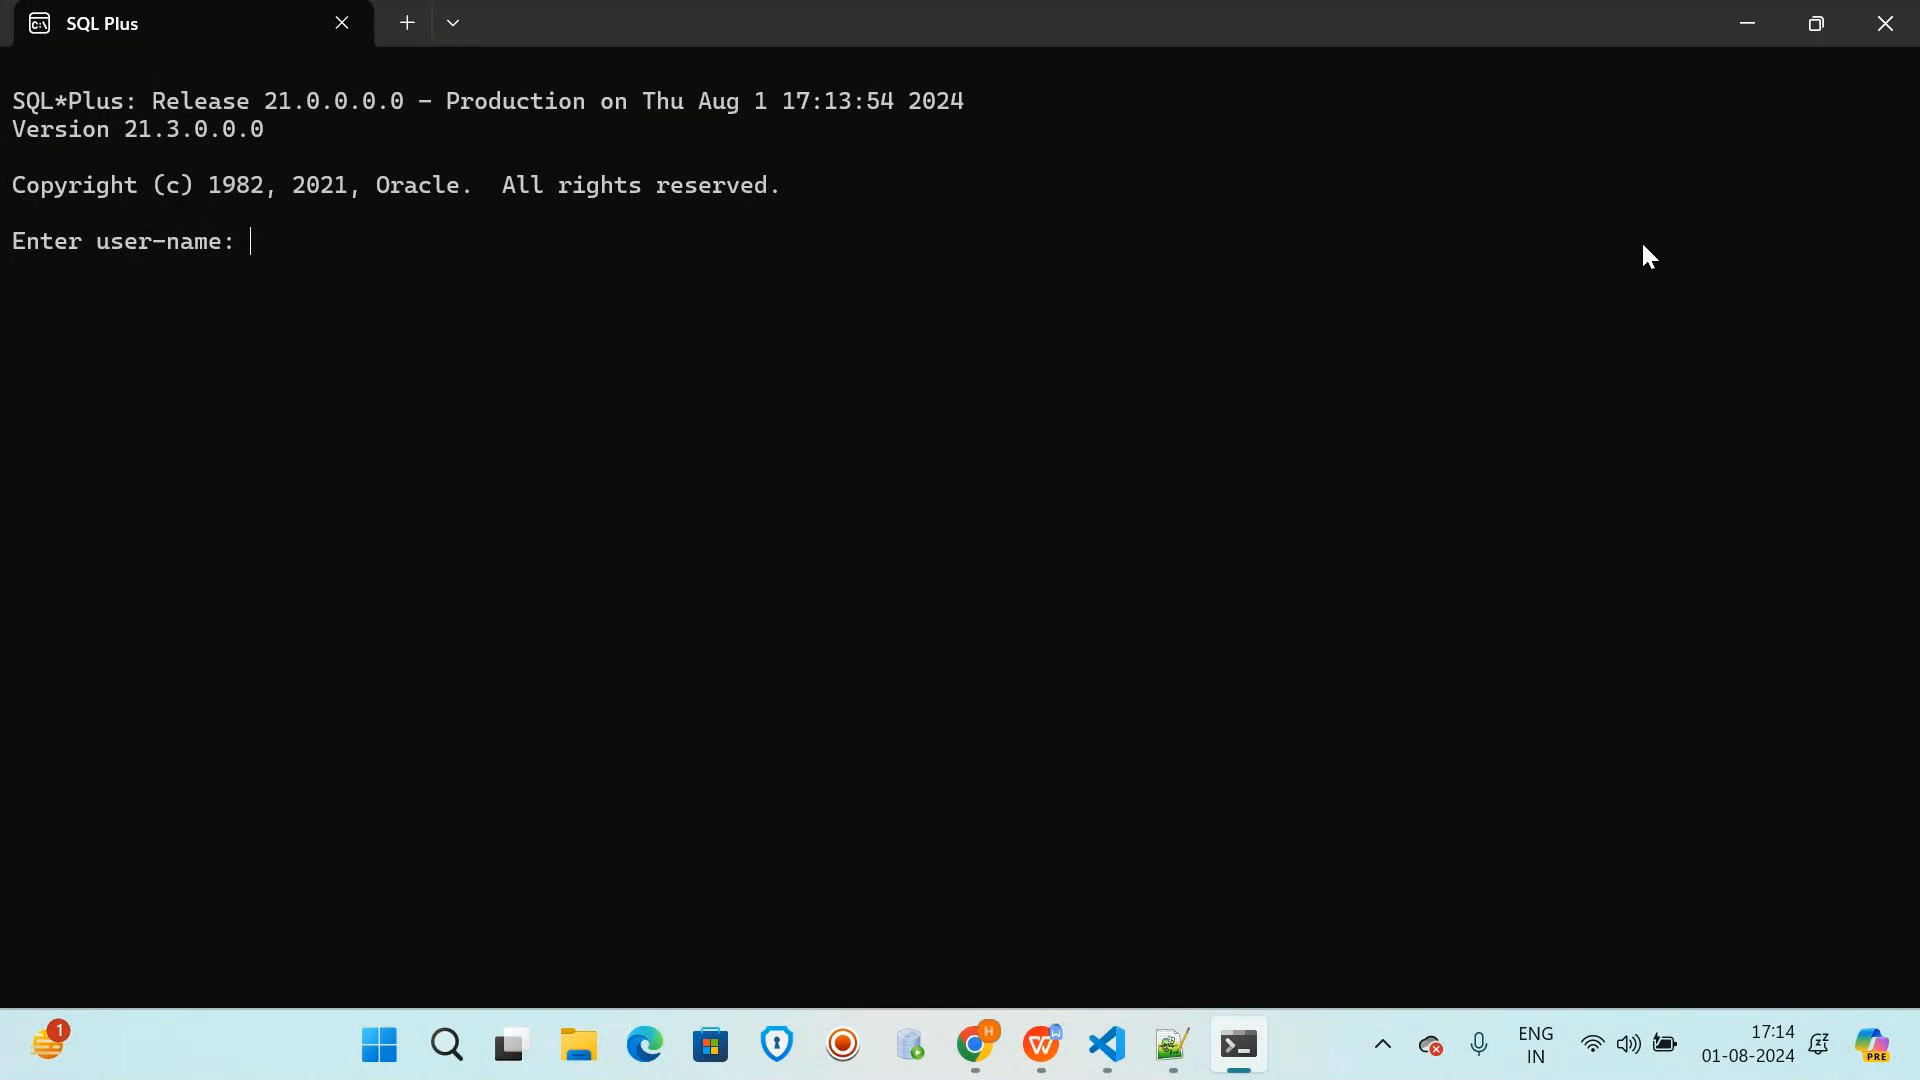 SQL Plus
SQL*Plus: Release 21.0.0.0.0 - Production on Thu Aug 1 17:13:54 2024
Version 21.3.0.0.0
Copyright (c) 1982, 2021, Oracle.  All rights reserved.
Enter user-name:
1
H
W
W
ENG
IN
17:14
01-08-2024
PRE